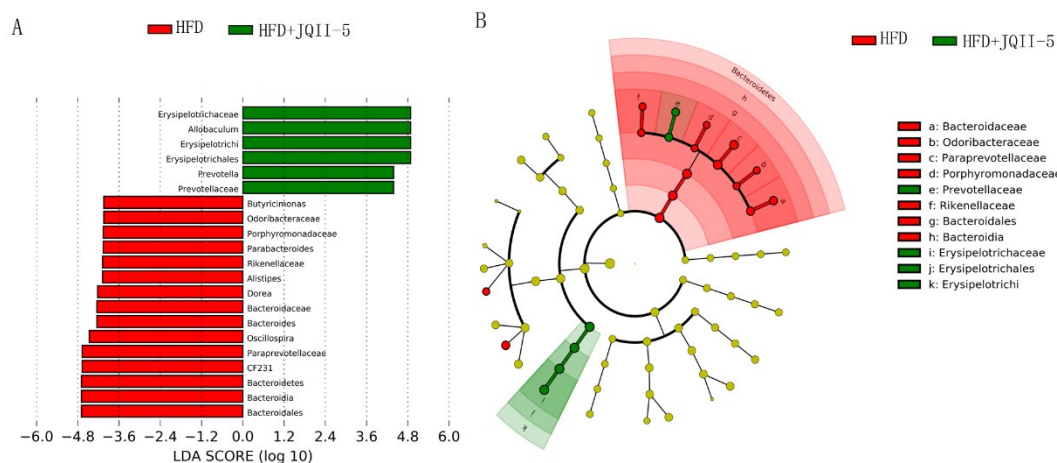 A
HFD
HFD+JQII-5
Erysipelotrichaceae
Allobaculum
Erysipelotrichi
Erysipelotrichales
Prevotella
Prevotellaceae
Butyricimonas
Odoribacteraceae
Porphyromonadaceae
Parabacteroides
Rikenellaceae
Alistipes
Dorea
Bacteroidaceae
Bacteroides
Oscillospira
Paraprevotellaceae
CF231
Bacteroidetes
Bacteroidia
Bacteroidales
−6.0 −4.8 −3.6 −2.4 −1.2 0.0 1.2 2.4 3.6 4.8 6.0
LDA SCORE (log 10)
B
HFD
HFD+JQII-5
Bacteroidetes
h
g
f
e
d
c
b
a
i
j
k
a: Bacteroidaceae
b: Odoribacteraceae
c: Paraprevotellaceae
d: Porphyromonadaceae
e: Prevotellaceae
f: Rikenellaceae
g: Bacteroidales
h: Bacteroidia
i: Erysipelotrichaceae
j: Erysipelotrichales
k: Erysipelotrichi